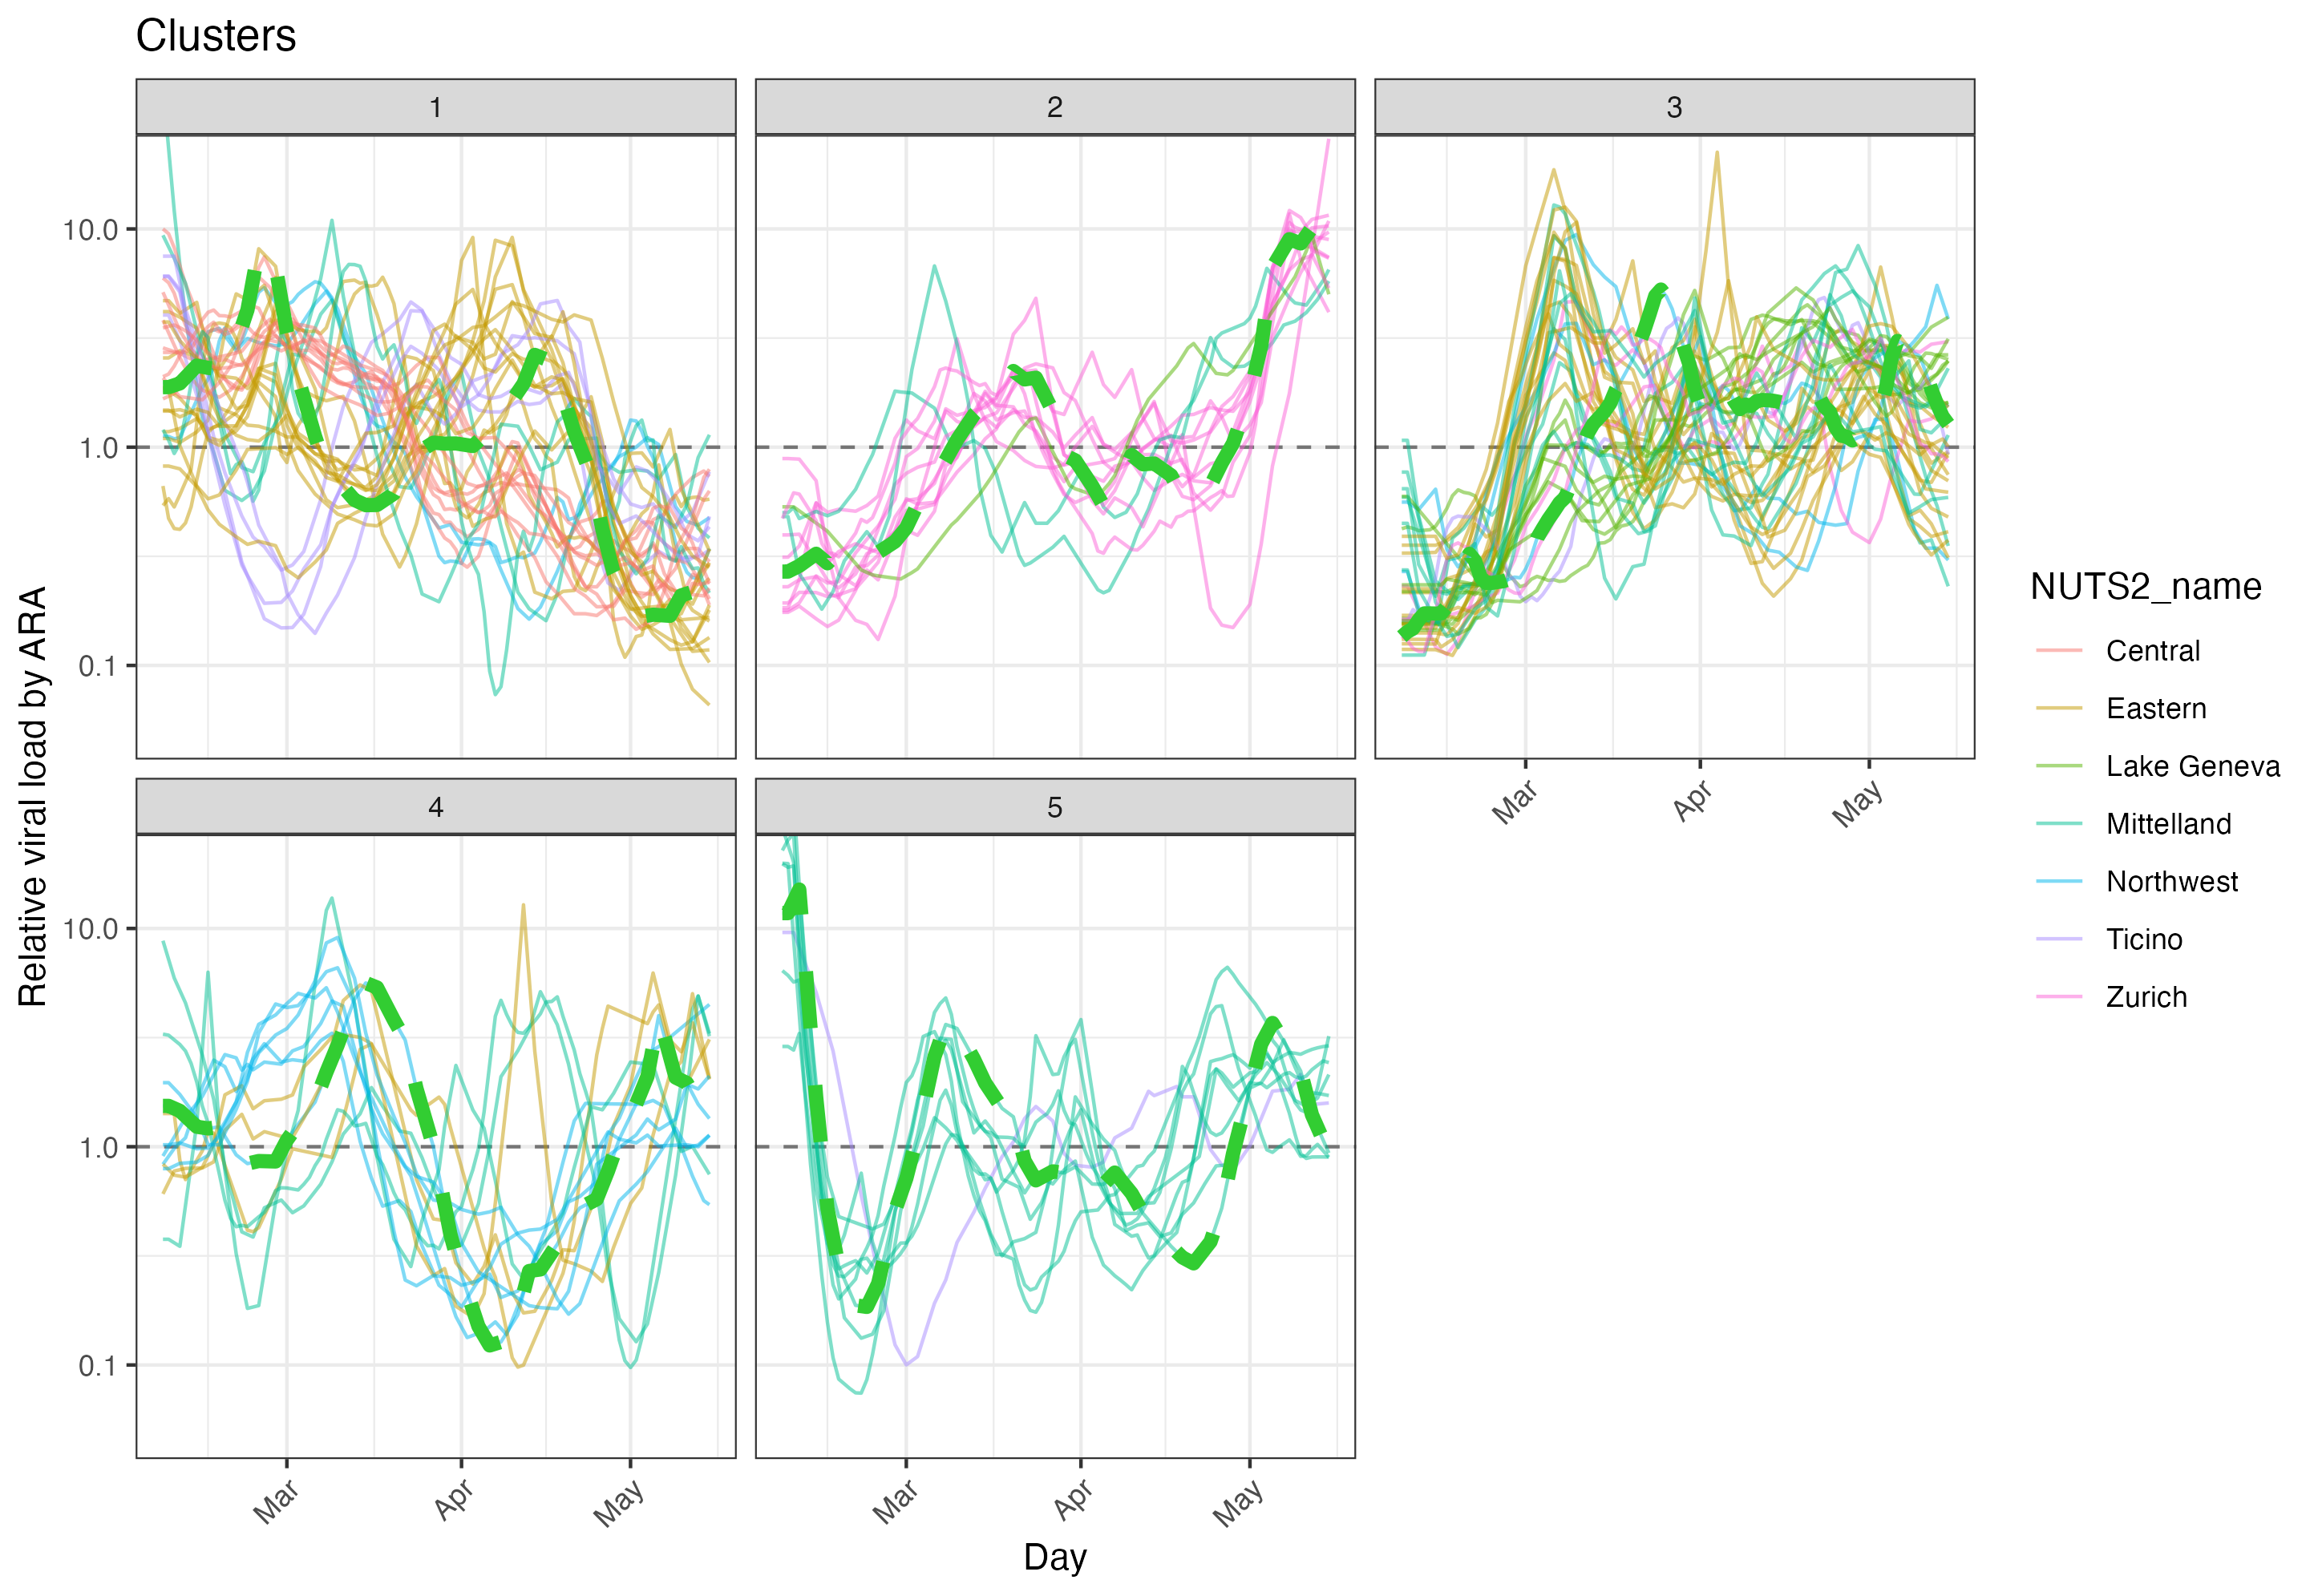 Clusters
1
2
3
10.0
1.0
0.1
Mar
Apr
May
4
5
10.0
1.0
0.1
Mar
Apr
May
Mar
Apr
May
Relative viral load by ARA
Day
NUTS2_name
Central
Eastern
Lake Geneva
Mittelland
Northwest
Ticino
Zurich